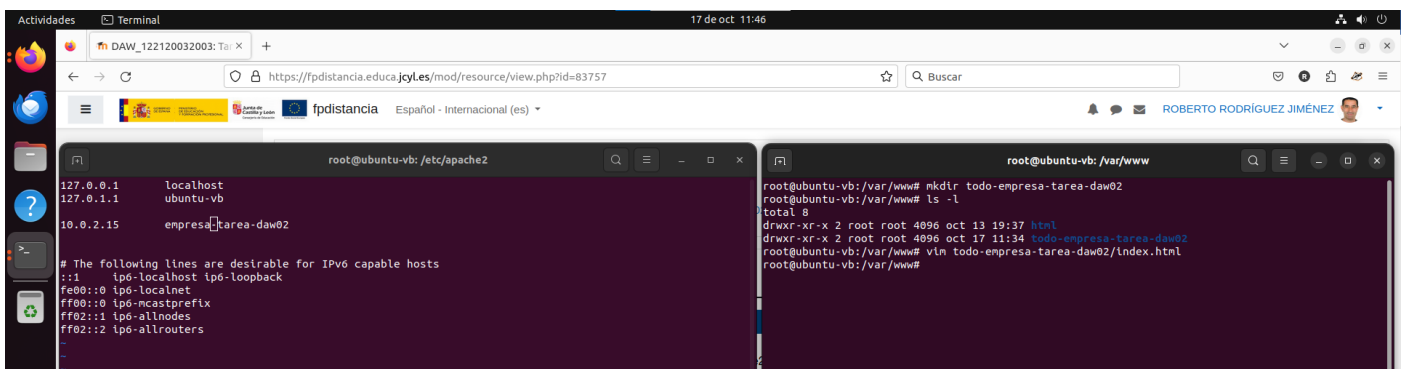 Actividades Terminal 17 de oct 11:46
DAW_122120032003: Tar
https://fpdistancia.educa.jcyl.es/mod/resource/view.php?id=83757
Buscar
Junta de
Castilla y León
fpdistancia Español - Internacional (es)
ROBERTO RODRÍGUEZ JIMÉNEZ
root@ubuntu-vb: /etc/apache2
127.0.0.1 localhost
127.0.1.1 ubuntu-vb
10.0.2.15 empresa-tarea-daw02
# The following lines are desirable for IPv6 capable hosts
::1 ip6-localhost ip6-loopback
fe00::0 ip6-localnet
ff00::0 ip6-mcastprefix
ff02::1 ip6-allnodes
ff02::2 ip6-allrouters
~
~
root@ubuntu-vb: /var/www
root@ubuntu-vb:/var/www# mkdir todo-empresa-tarea-daw02
root@ubuntu-vb:/var/www# ls -l
total 8
drwxr-xr-x 2 root root 4096 oct 13 19:37 html
drwxr-xr-x 2 root root 4096 oct 17 11:34 todo-empresa-tarea-daw02
root@ubuntu-vb:/var/www# vim todo-empresa-tarea-daw02/index.html
root@ubuntu-vb:/var/www#